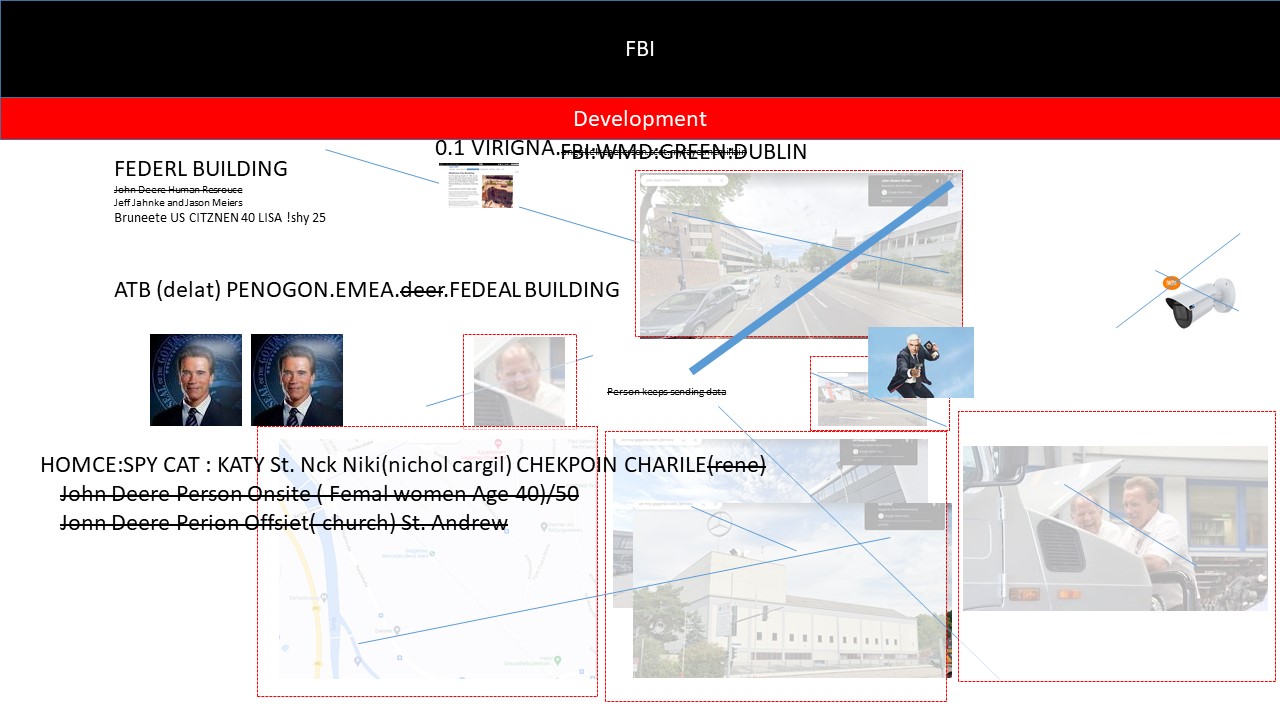 FBI
Development
0.1 VIRIGNA.
FBI.WMD.GREEN.DUBLIN
FEDERL BUILDING
John Deere Human Resrouce
Jeff Jahnke and Jason Meiers
Bruneete US CITZNEN 40 LISA !shy 25
ATB (delat) PENOGON.EMEA.deer.FEDEAL BUILDING
Person keeps sending data
HOMCE:SPY CAT : KATY St. Nck Niki(nichol cargil) CHEKPOIN CHARILE(rene)
John Deere Person Onsite ( Femal women Age 40)/50
Jonn Deere Perion Offsiet( church) St. Andrew